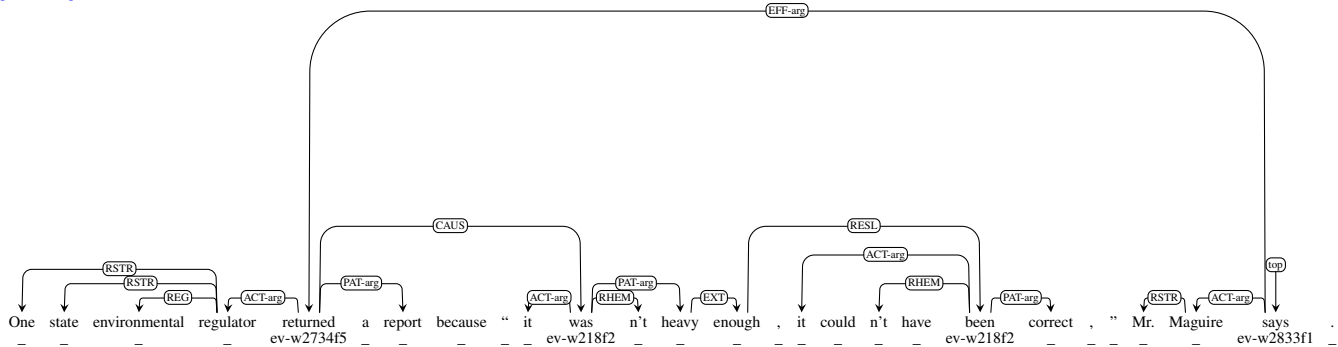 EFF-arg
CAUS RESL
ACT-arg
RSTR top
RSTR PAT-arg PAT-arg RHEM
REG ACT-arg ACT-arg RHEM EXT PAT-arg RSTR ACT-arg
One state environmental regulator returned a report because “ it was n't heavy enough , it could n't have been correct , ” Mr. Maguire says .
_ _ _ _ ev-w2734f5 _ _ _ _ _ ev-w218f2 _ _ _ _ _ _ _ _ ev-w218f2 _ _ _ _ _ ev-w2833f1 _